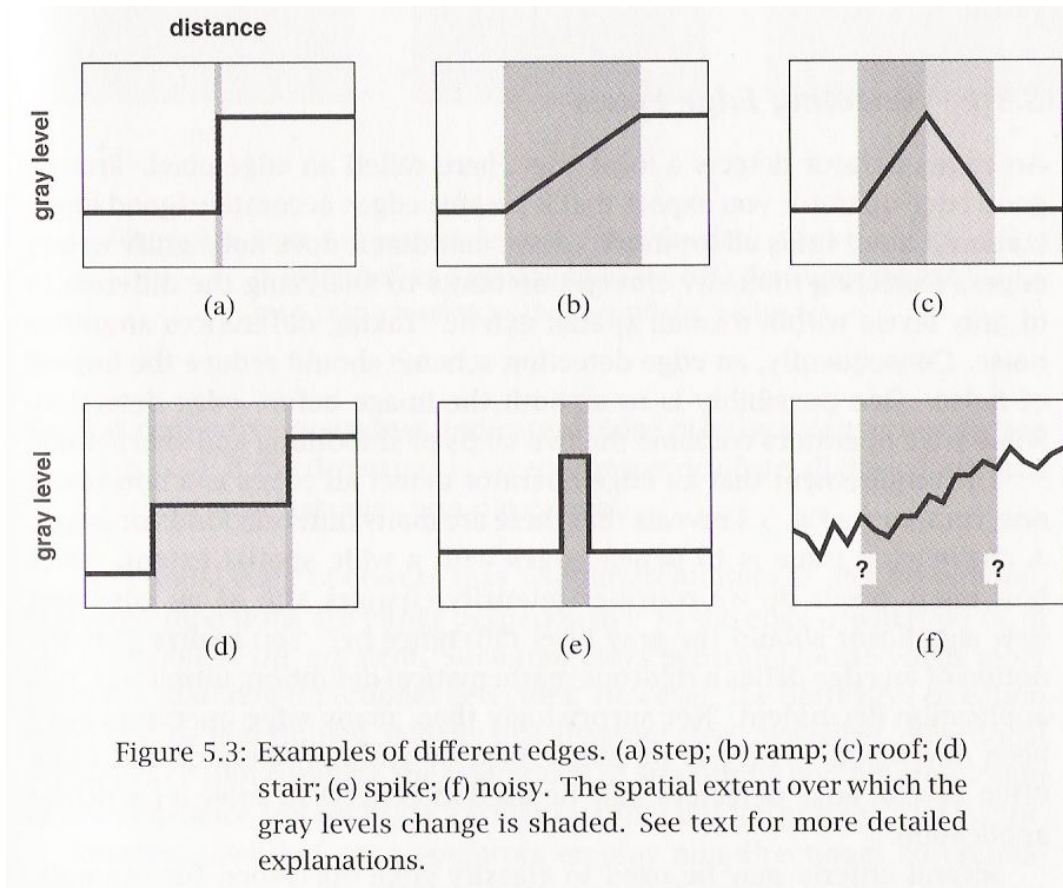 distance
gray level
(a)
(b)
(c)
gray level
?
?
(d)
(e)
(f)
Figure 5.3: Examples of different edges. (a) step; (b) ramp; (c) roof; (d)
stair; (e) spike; (f) noisy. The spatial extent over which the
gray levels change is shaded. See text for more detailed
explanations.